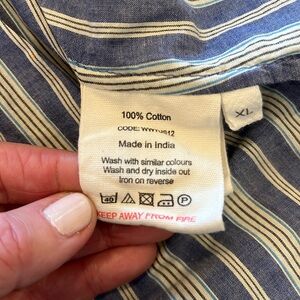 100% Cotton
Made in India
Wash with similar colours
Wash and dry inside out
Iron on reverse
40 P
KEEP AWAY FROM FIRE
XL